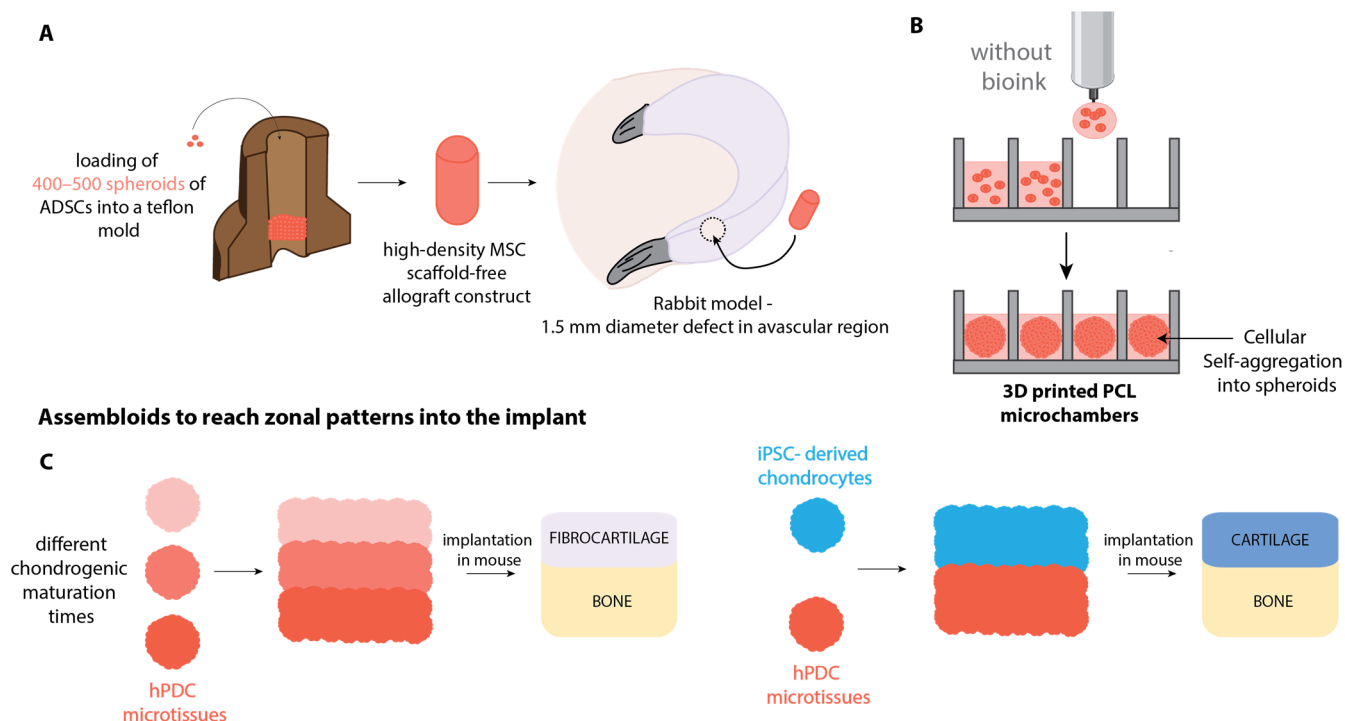 A
loading of
400–500 spheroids of
ADSCs into a teflon
mold
high-density MSC
scaffold-free
allograft construct
Rabbit model -
1.5 mm diameter defect in avascular region
B
without
bioink
Cellular
Self-aggregation
into spheroids
3D printed PCL
microchambers
Assembloids to reach zonal patterns into the implant
C
different
chondrogenic
maturation
times
hPDC
microtissues
implantation
in mouse
FIBROCARTILAGE
BONE
iPSC- derived
chondrocytes
hPDC
microtissues
implantation
in mouse
CARTILAGE
BONE